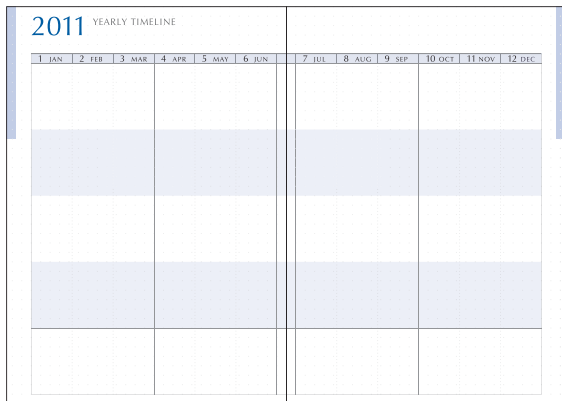 2011 YEARLY TIMELINE
1 JAN 2 FEB 3 MAR 4 APR 5 MAY 6 JUN 7 JUL 8 AUG 9 SEP 10 OCT 11 NOV 12 DEC